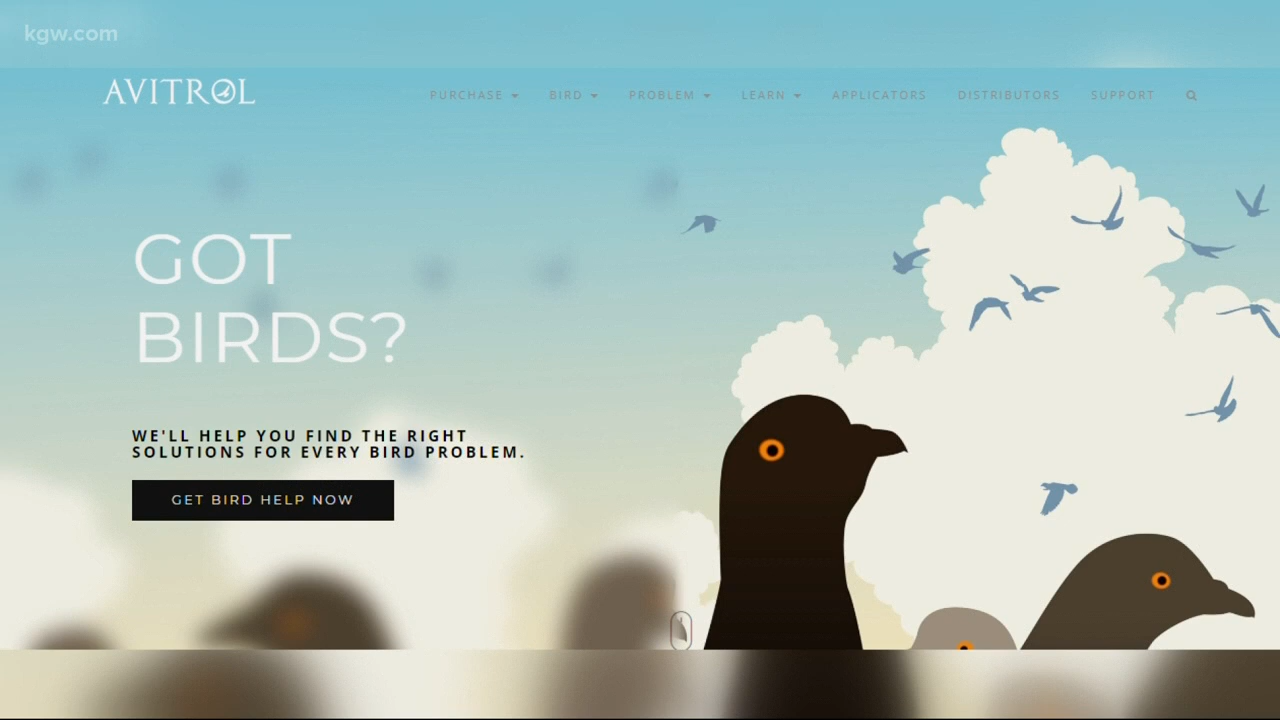 kgw.com
AVITROL
PURCHASE BIRD PROBLEM LEARN APPLICATORS DISTRIBUTORS SUPPORT
GOT
BIRDS?
WE'LL HELP YOU FIND THE RIGHT
SOLUTIONS FOR EVERY BIRD PROBLEM.
GET BIRD HELP NOW